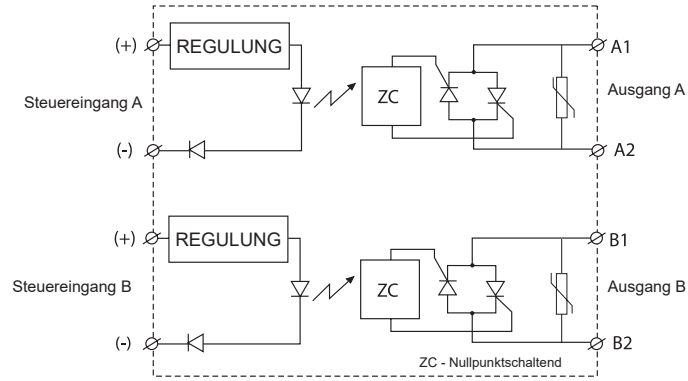 (+) REGULUNG A1
ZC
Steuereingang A Ausgang A
(-) A2
(+) REGULUNG B1
ZC
Steuereingang B Ausgang B
(-) B2
ZC - Nullpunktschaltend